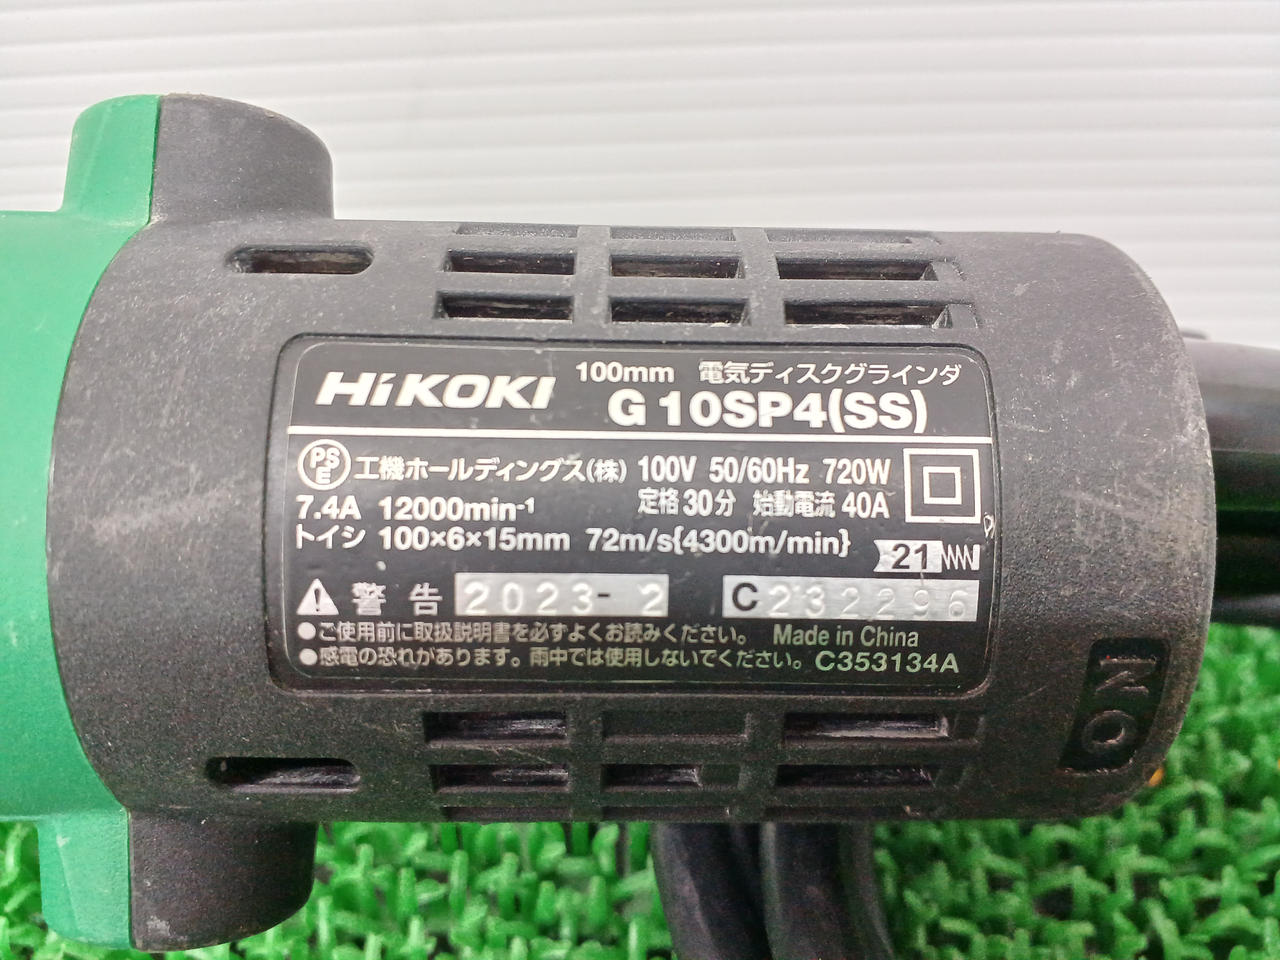 HiKOKI 100mm 電気ディスクグラインダ
G 10SP4(SS)
PSE 工機ホールディングス(株) 100V 50/60Hz 720W
7.4A 12000min⁻¹ 定格30分 始動電流 40A
トイシ 100×6×15mm 72m/s{4300m/min}
21
警告 2023-2 C232296
●ご使用前に取扱説明書を必ずよくお読みください。 Made in China
●感電の恐れがあります。雨中では使用しないでください。 C353134A
NO